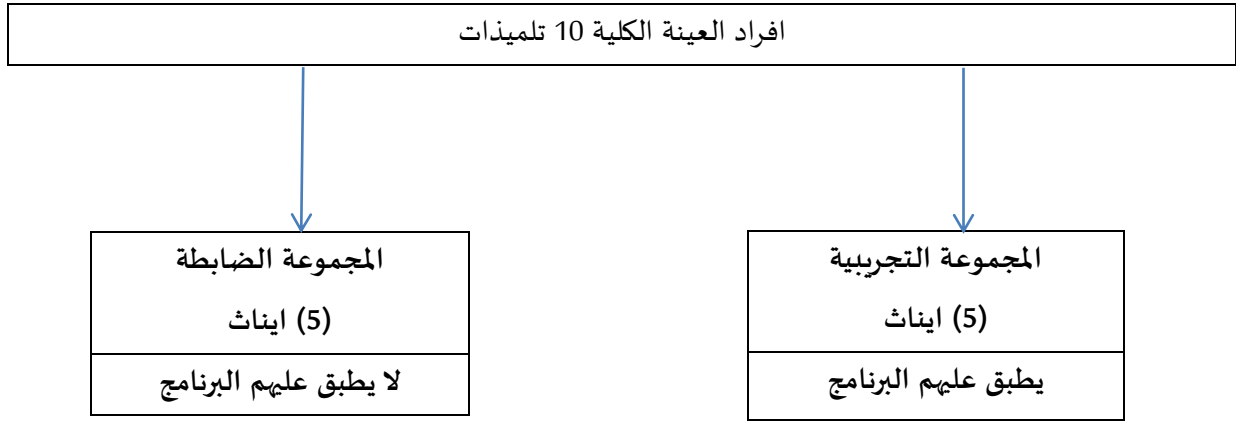 افراد العينة الكلية 10 تلميذات
المجموعة التجريبية
(5) ايناث
يطبق عليهم البرنامج
المجموعة الضابطة
(5) ايناث
لا يطبق عليهم البرنامج